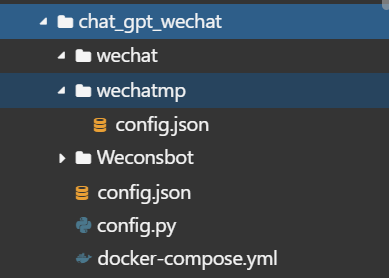 chat_gpt_wechat
wechat
wechatmp
config.json
Weconsbot
config.json
config.py
docker-compose.yml